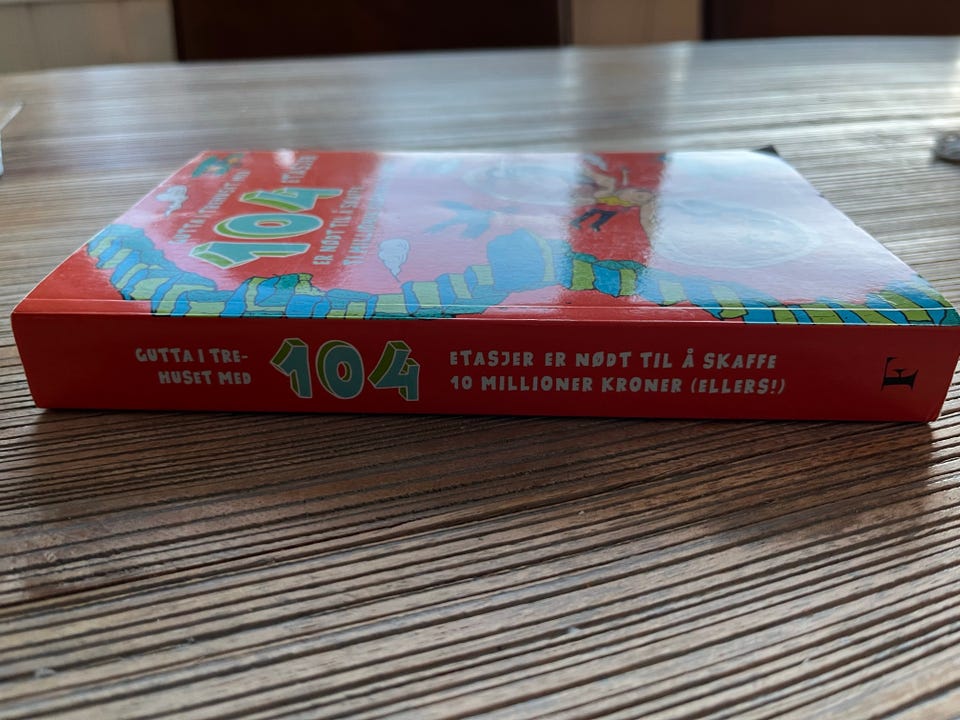 104
ETASJER
ER NØDT TIL Å SKAFFE
GUTTA I TRE-
HUSET MED
104
ETASJER ER NØDT TIL Å SKAFFE
10 MILLIONER KRONER (ELLERS!)
F